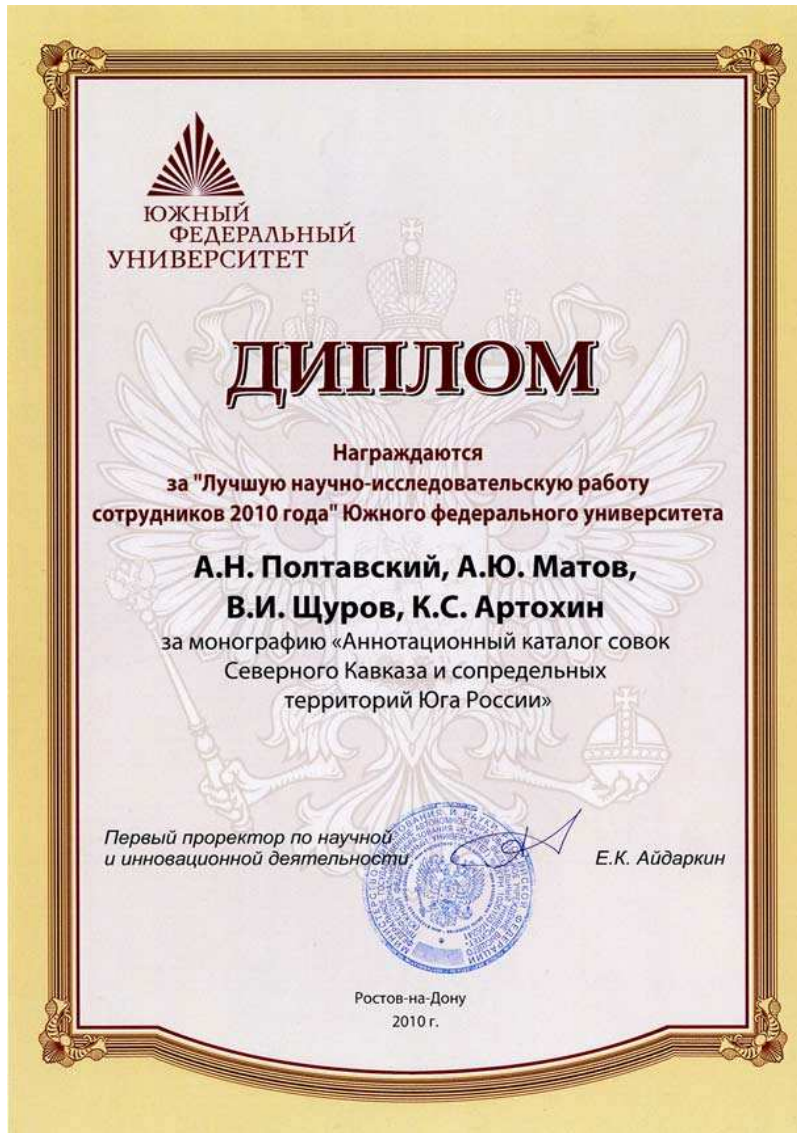 ЮЖНЫЙ
ФЕДЕРАЛЬНЫЙ
УНИВЕРСИТЕТ
ДИПЛОМ
Награждаются
за "Лучшую научно-исследовательскую работу
сотрудников 2010 года" Южного федерального университета
А.Н. Полтавский, А.Ю. Матов,
В.И. Щуров, К.С. Артохин
за монографию «Аннотационный каталог совок
Северного Кавказа и сопредельных
территорий Юга России»
Первый проректор по научной
и инновационной деятельности
Е.К. Айдаркин
Ростов-на-Дону
2010 г.